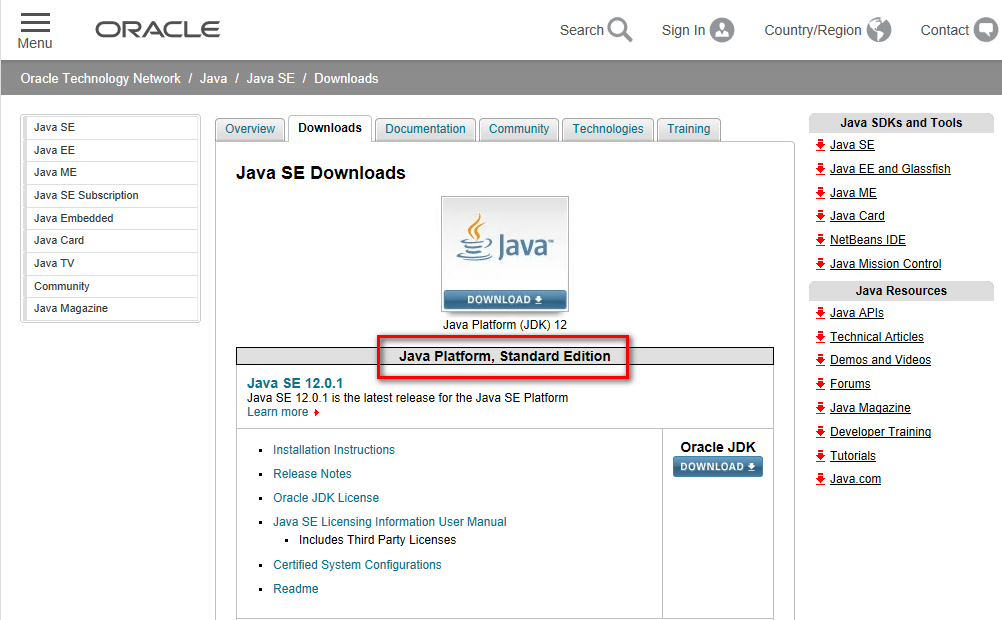 Menu
ORACLE
Search
Sign In
Country/Region
Contact
Oracle Technology Network / Java / Java SE / Downloads
Java SE
Java EE
Java ME
Java SE Subscription
Java Embedded
Java Card
Java TV
Community
Java Magazine
Overview
Downloads
Documentation
Community
Technologies
Training
Java SE Downloads
Java™
DOWNLOAD
Java Platform (JDK) 12
Java Platform, Standard Edition
Java SE 12.0.1
Java SE 12.0.1 is the latest release for the Java SE Platform
Learn more
Installation Instructions
Release Notes
Oracle JDK License
Java SE Licensing Information User Manual
Includes Third Party Licenses
Certified System Configurations
Readme
Oracle JDK
DOWNLOAD
Java SDKs and Tools
Java SE
Java EE and Glassfish
Java ME
Java Card
NetBeans IDE
Java Mission Control
Java Resources
Java APIs
Technical Articles
Demos and Videos
Forums
Java Magazine
Developer Training
Tutorials
Java.com